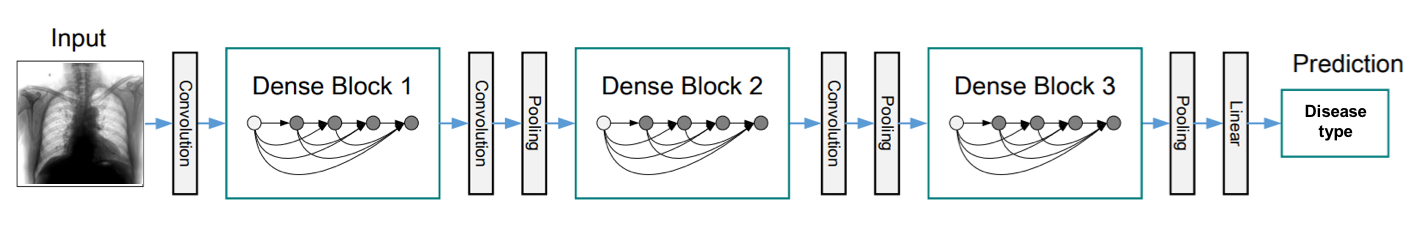 Input
Convolution
Dense Block 1
Convolution
Pooling
Dense Block 2
Convolution
Pooling
Dense Block 3
Pooling
Linear
Prediction
Disease
type